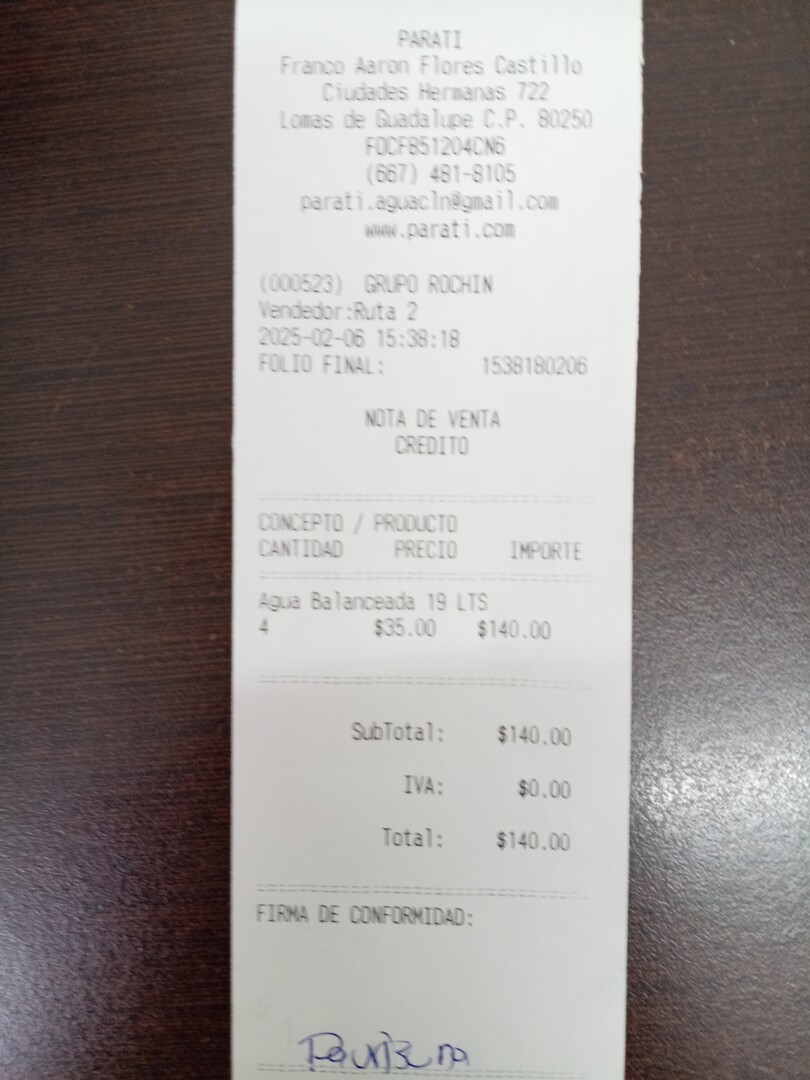 PARATI
Franco Aaron Flores Castillo
Ciudades Hermanas 722
Lomas de Guadalupe C.P. 80250
FOCF851204CN6
(667) 481-8105
parati.aguacln@gmail.com
www.parati.com
(000523) GRUPO ROCHIN
Vendedor:Ruta 2
2025-02-06 15:38:18
FOLIO FINAL: 1538180206
NOTA DE VENTA
CREDITO
CONCEPTO / PRODUCTO
CANTIDAD PRECIO IMPORTE
Agua Balanceada 19 LTS
4 $35.00 $140.00
SubTotal: $140.00
IVA: $0.00
Total: $140.00
FIRMA DE CONFORMIDAD: